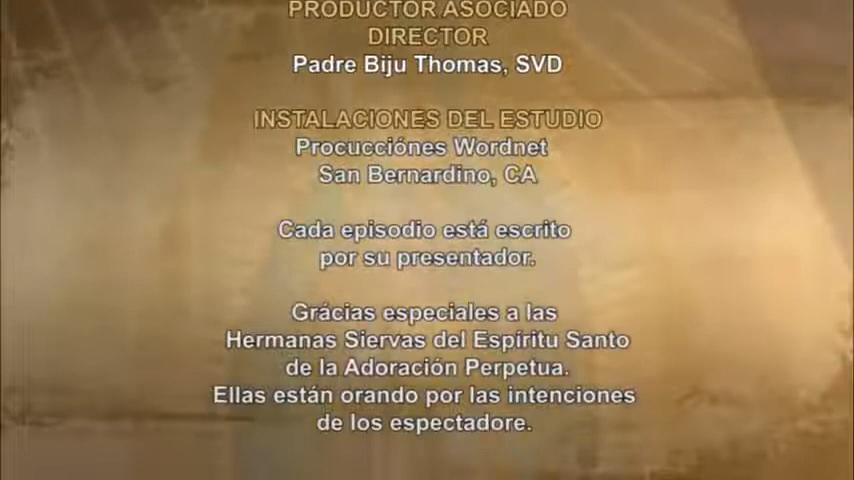 PRODUCTOR ASOCIADO
DIRECTOR
Padre Biju Thomas, SVD
INSTALACIONES DEL ESTUDIO
Procucciónes Wordnet
San Bernardino, CA
Cada episodio está escrito
por su presentador.
Grácias especiales a las
Hermanas Siervas del Espíritu Santo
de la Adoración Perpetua.
Ellas están orando por las intenciones
de los espectadore.